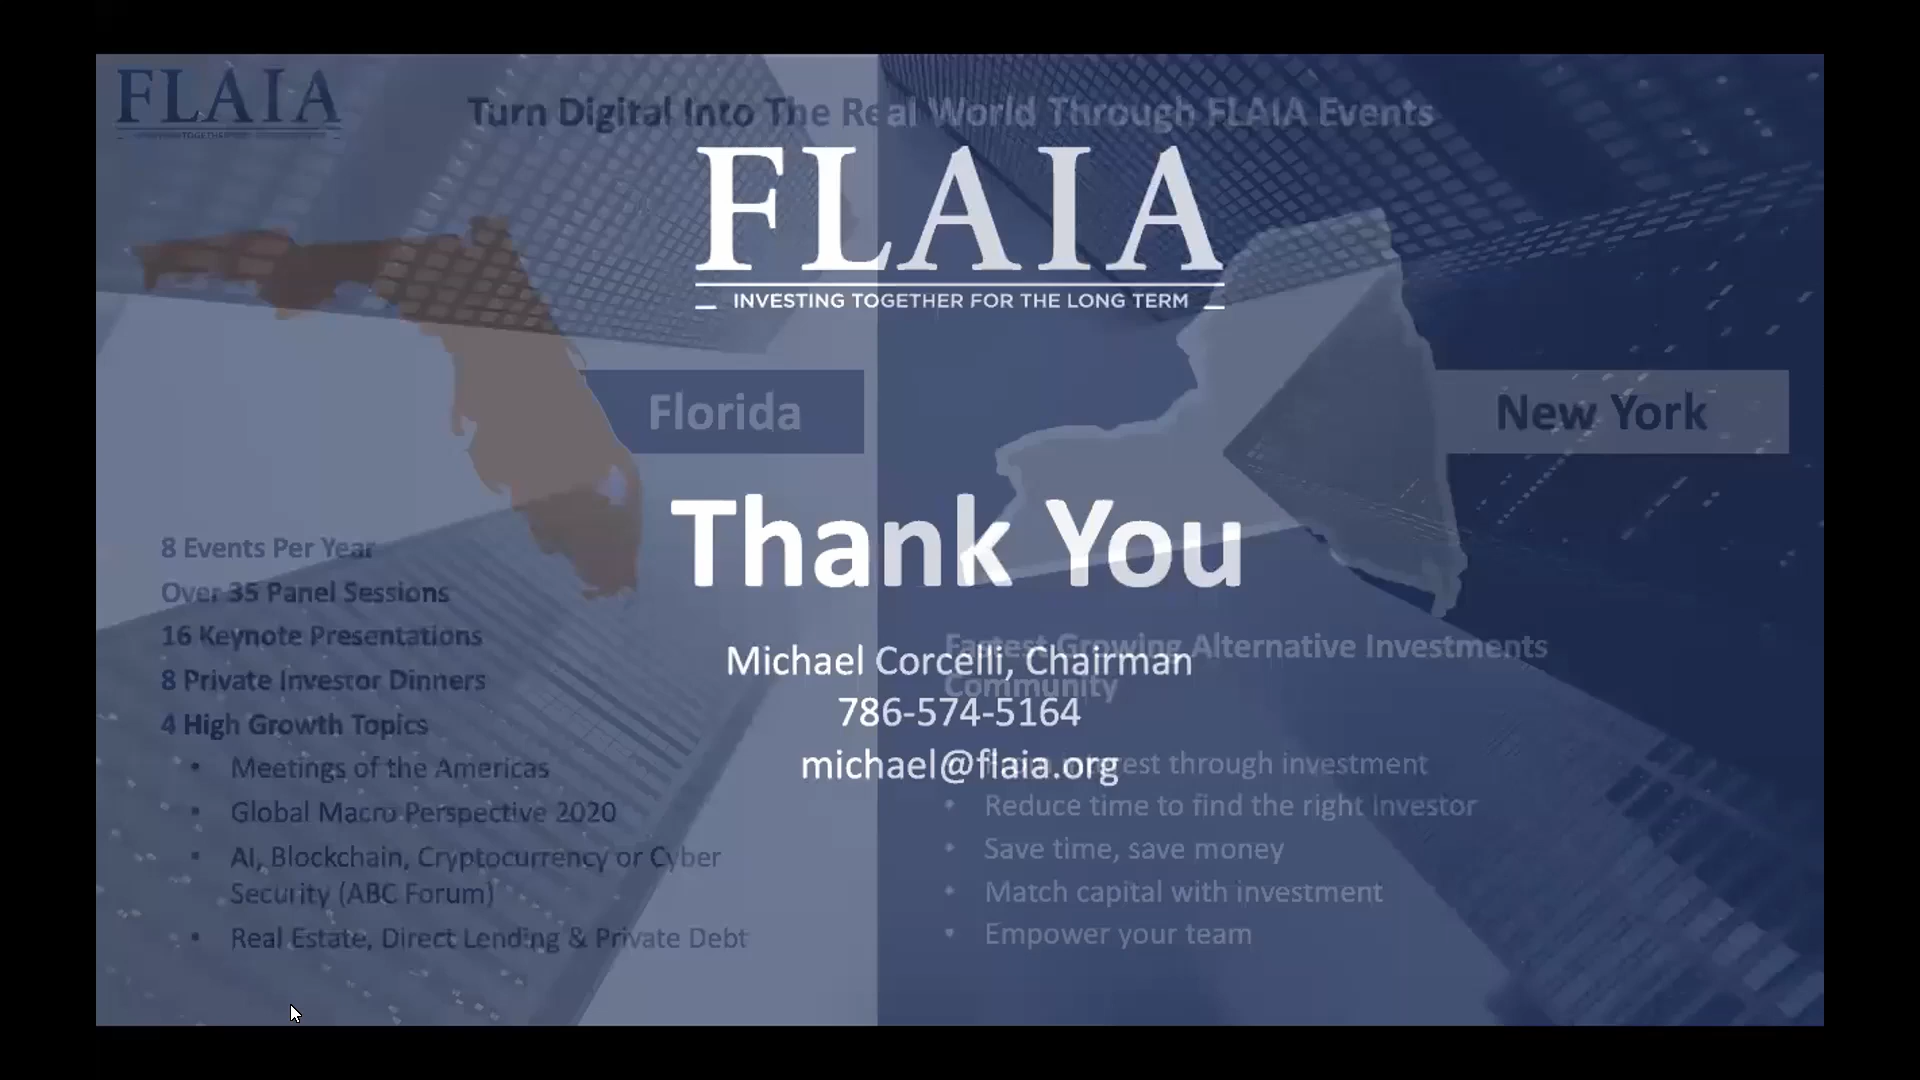 FLAIA
Turn Digital Into The Real World Through FLAIA Events
FLAIA
INVESTING TOGETHER FOR THE LONG TERM
Florida
New York
Thank You
8 Events Per Year
Over 35 Panel Sessions
16 Keynote Presentations
8 Private Investor Dinners
4 High Growth Topics
• Meetings of the Americas
• Global Macro Perspective 2020
• AI, Blockchain, Cryptocurrency or Cyber
Security (ABC Forum)
• Real Estate, Direct Lending & Private Debt
Michael Corcelli, Chairman
786-574-5164
michael@flaia.org
Fastest Growing Alternative Investments
Community
through investment
• Reduce time to find the right investor
• Save time, save money
• Match capital with investment
• Empower your team